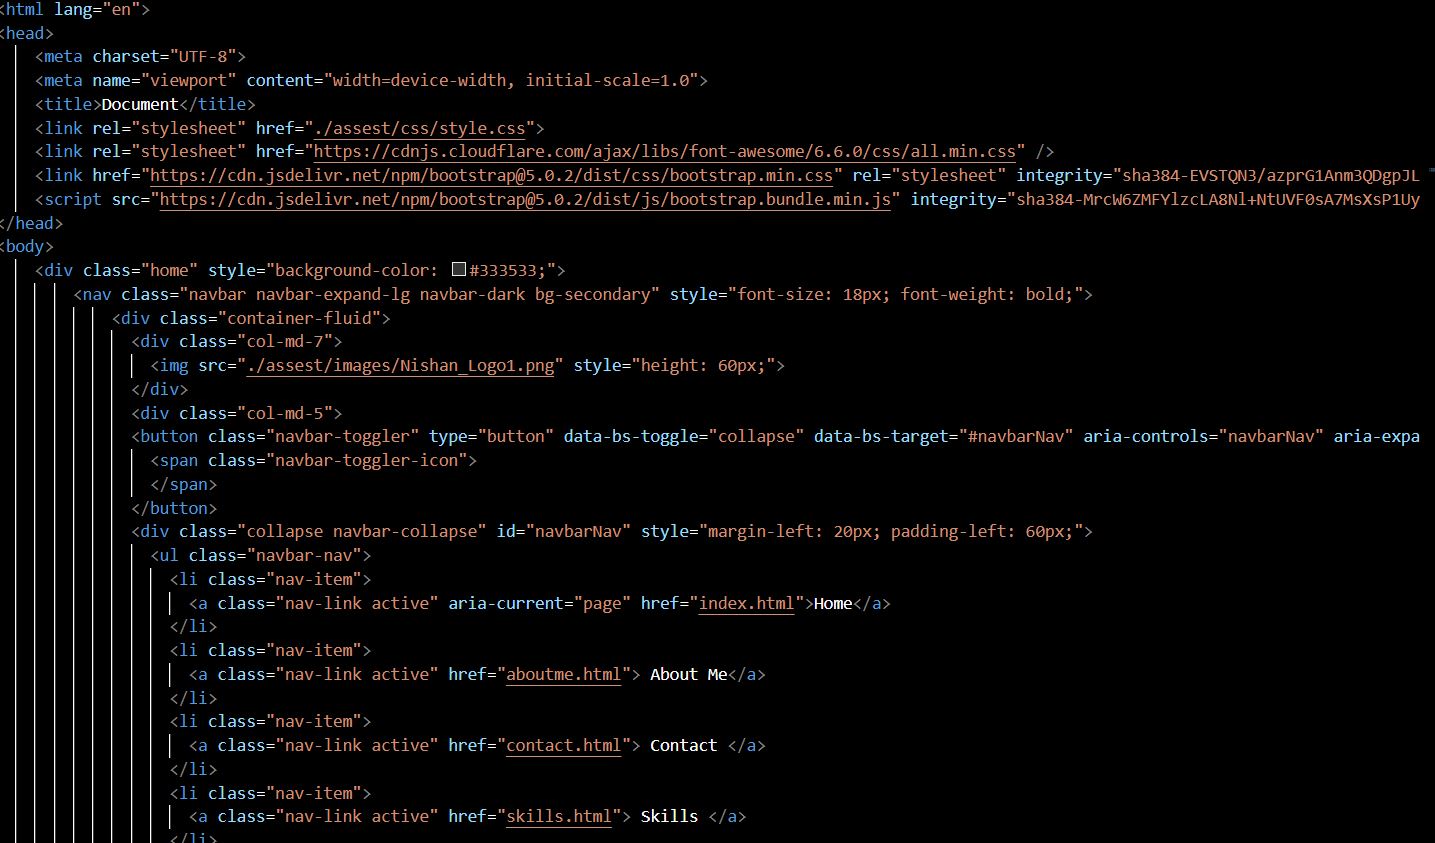 <html lang="en">
<head>
<meta charset="UTF-8">
<meta name="viewport" content="width=device-width, initial-scale=1.0">
<title>Document</title>
<link rel="stylesheet" href="./assest/css/style.css">
<link rel="stylesheet" href="https://cdnjs.cloudflare.com/ajax/libs/font-awesome/6.6.0/css/all.min.css" />
<link href="https://cdn.jsdelivr.net/npm/bootstrap@5.0.2/dist/css/bootstrap.min.css" rel="stylesheet" integrity="sha384-EVSTQN3/azprG1Anm3QDgpJL
<script src="https://cdn.jsdelivr.net/npm/bootstrap@5.0.2/dist/js/bootstrap.bundle.min.js" integrity="sha384-MrcW6ZMFYlzcLA8Nl+NtUVF0sA7MsXsP1Uy
</head>
<body>
<div class="home" style="background-color: #333533;">
<nav class="navbar navbar-expand-lg navbar-dark bg-secondary" style="font-size: 18px; font-weight: bold;">
<div class="container-fluid">
<div class="col-md-7">
<img src="./assest/images/Nishan_Logo1.png" style="height: 60px;">
</div>
<div class="col-md-5">
<button class="navbar-toggler" type="button" data-bs-toggle="collapse" data-bs-target="#navbarNav" aria-controls="navbarNav" aria-expa
<span class="navbar-toggler-icon">
</span>
</button>
<div class="collapse navbar-collapse" id="navbarNav" style="margin-left: 20px; padding-left: 60px;">
<ul class="navbar-nav">
<li class="nav-item">
<a class="nav-link active" aria-current="page" href="index.html">Home</a>
</li>
<li class="nav-item">
<a class="nav-link active" href="aboutme.html"> About Me</a>
</li>
<li class="nav-item">
<a class="nav-link active" href="contact.html"> Contact </a>
</li>
<li class="nav-item">
<a class="nav-link active" href="skills.html"> Skills </a>
</li>